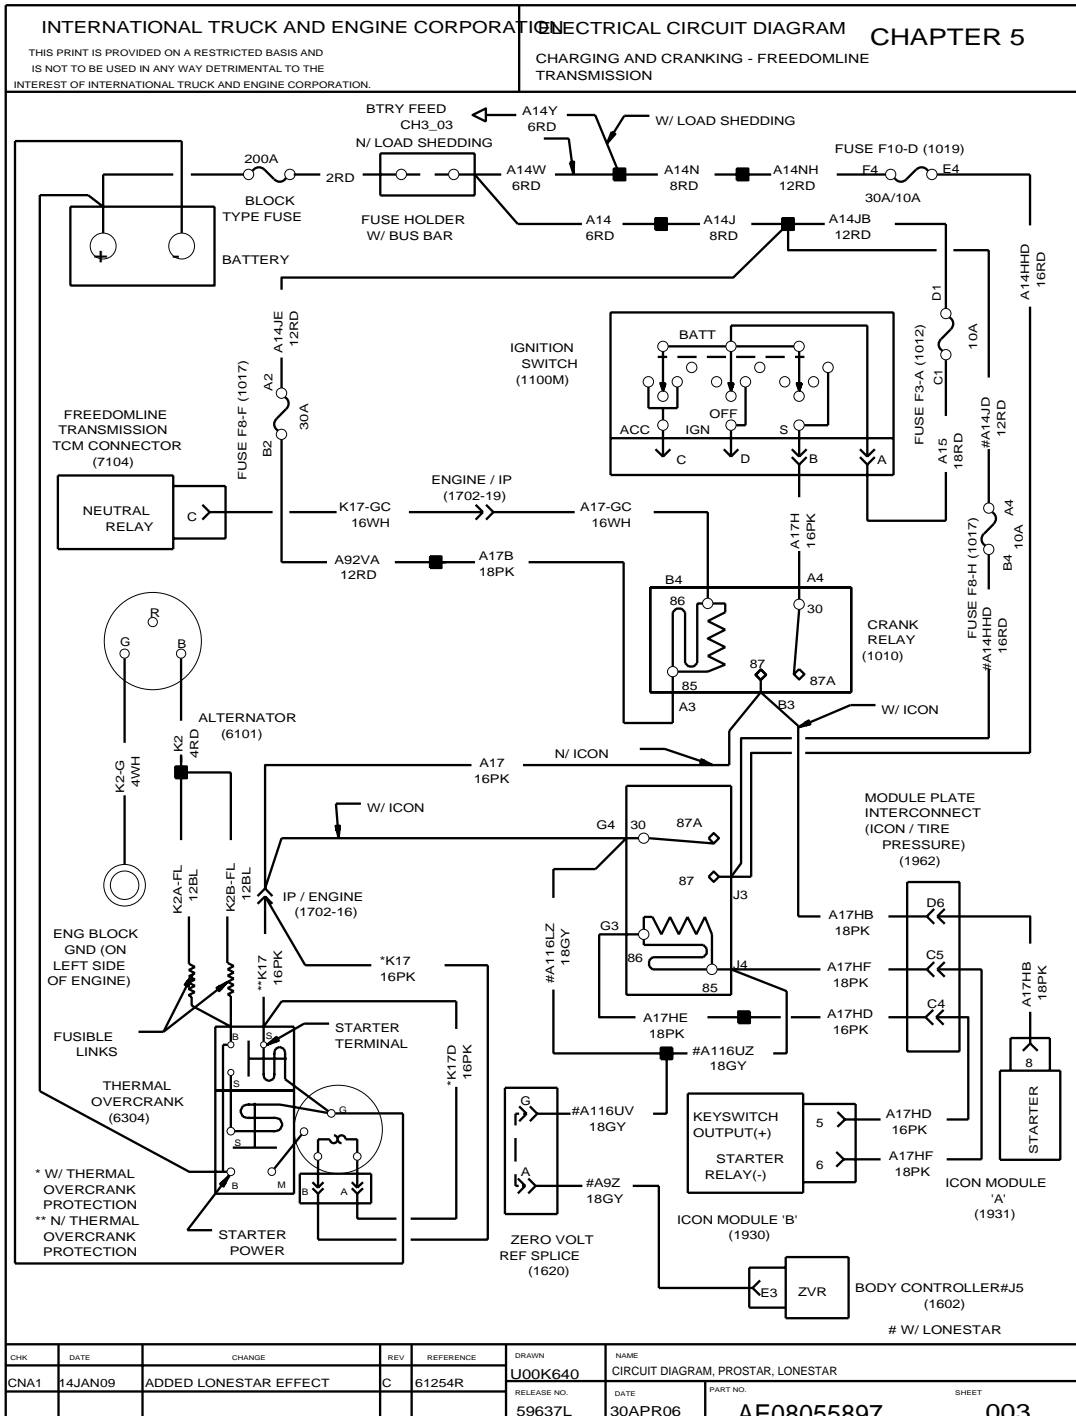 INTERNATIONAL TRUCK AND ENGINE CORPORATION
THIS PRINT IS PROVIDED ON A RESTRICTED BASIS AND
IS NOT TO BE USED IN ANY WAY DETRIMENTAL TO THE
INTEREST OF INTERNATIONAL TRUCK AND ENGINE CORPORATION.
ELECTRICAL CIRCUIT DIAGRAM
CHARGING AND CRANKING - FREEDOMLINE
TRANSMISSION
CHAPTER 5
BTRY FEED
CH3_03
N/ LOAD SHEDDING
A14Y
6RD
W/ LOAD SHEDDING
200A
BLOCK
TYPE FUSE
2RD
FUSE HOLDER
W/ BUS BAR
A14W
6RD
A14N
8RD
A14NH
12RD
FUSE F10-D (1019)
F4
E4
30A/10A
A14
6RD
A14J
8RD
A14JB
12RD
A14HHD
16RD
+
-
BATTERY
A14JE
12RD
A2
FUSE F8-F (1017)
30A
B2
IGNITION
SWITCH
(1100M)
BATT
OFF
ACC
IGN
S
C
D
B
A
D1
FUSE F3-A (1012)
10A
C1
A15
18RD
#A14JD
12RD
A4
FUSE F8-H (1017)
10A
B4
#A14HHD
16RD
FREEDOMLINE
TRANSMISSION
TCM CONNECTOR
(7104)
NEUTRAL
RELAY
C
K17-GC
16WH
ENGINE / IP
(1702-19)
A17-GC
16WH
A17H
16PK
A92VA
12RD
A17B
18PK
B4
A4
86
30
87
87A
85
A3
B3
CRANK
RELAY
(1010)
R
G
B
ALTERNATOR
(6101)
K2
4RD
K2-G
4WH
K2A-FL
12BL
K2B-FL
12BL
ENG BLOCK
GND (ON
LEFT SIDE
OF ENGINE)
FUSIBLE
LINKS
A17
16PK
N/ ICON
W/ ICON
W/ ICON
IP / ENGINE
(1702-16)
**K17
16PK
*K17
16PK
*K17D
16PK
G4
30
87A
87
J3
G3
86
J4
85
#A116LZ
18GY
MODULE PLATE
INTERCONNECT
(ICON / TIRE
PRESSURE)
(1962)
A17HB
18PK
D6
A17HF
18PK
C5
A17HE
18PK
A17HD
16PK
C4
A17HB
18PK
#A116UZ
18GY
STARTER
TERMINAL
B
S
S
S
B
M
G
B
A
THERMAL
OVERCRANK
(6304)
* W/ THERMAL
OVERCRANK
PROTECTION
** N/ THERMAL
OVERCRANK
PROTECTION
STARTER
POWER
G
A
#A116UV
18GY
#A9Z
18GY
ZERO VOLT
REF SPLICE
(1620)
KEYSWITCH
OUTPUT(+)
STARTER
RELAY(-)
5
6
A17HD
16PK
A17HF
18PK
ICON MODULE 'B'
(1930)
8
STARTER
ICON MODULE
'A'
(1931)
E3
ZVR
BODY CONTROLLER#J5
(1602)
# W/ LONESTAR
CHK DATE CHANGE REV REFERENCE
CNA1 14JAN09 ADDED LONESTAR EFFECT C 61254R
DRAWN
U00K640
NAME
CIRCUIT DIAGRAM, PROSTAR, LONESTAR
RELEASE NO.
59637L
DATE
30APR06
PART NO.
AE08055897
SHEET
003